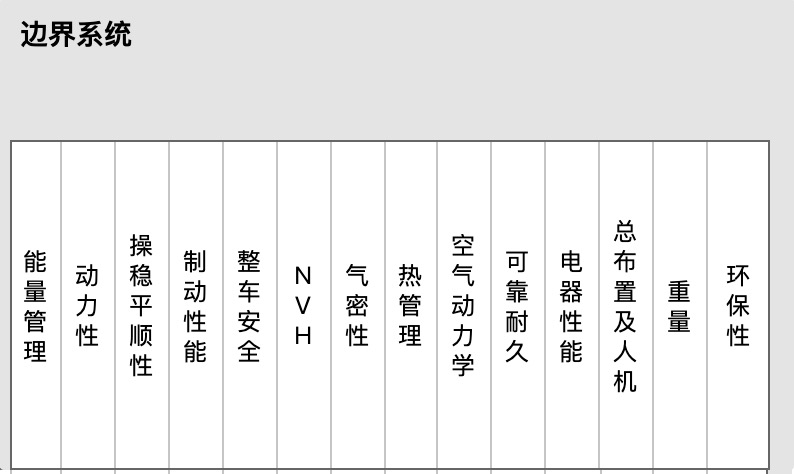 边界系统
能量管理
动力性
操稳平顺性
制动性能
整车安全
NVH
气密性
热管理
空气动力学
可靠耐久
电器性能
总布置及人机
重量
环保性